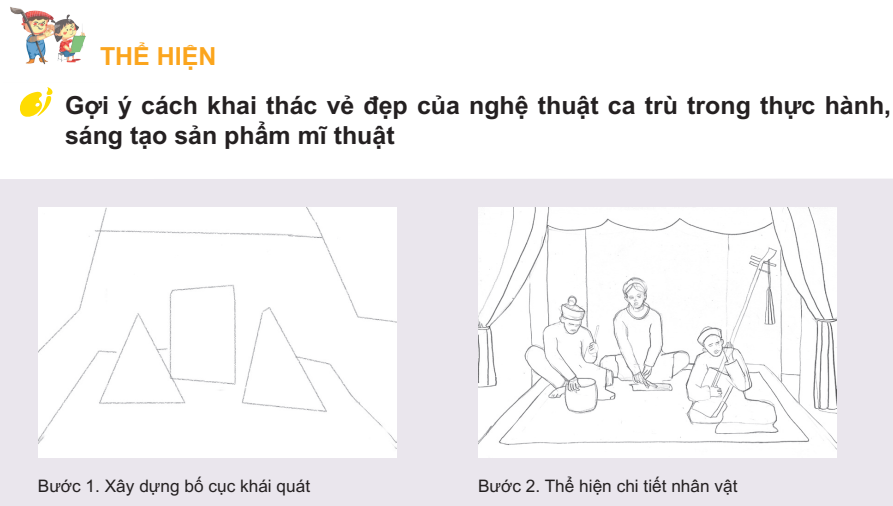 THỂ HIỆN
Gợi ý cách khai thác vẻ đẹp của nghệ thuật ca trù trong thực hành,
sáng tạo sản phẩm mĩ thuật
Bước 1. Xây dựng bố cục khái quát
Bước 2. Thể hiện chi tiết nhân vật